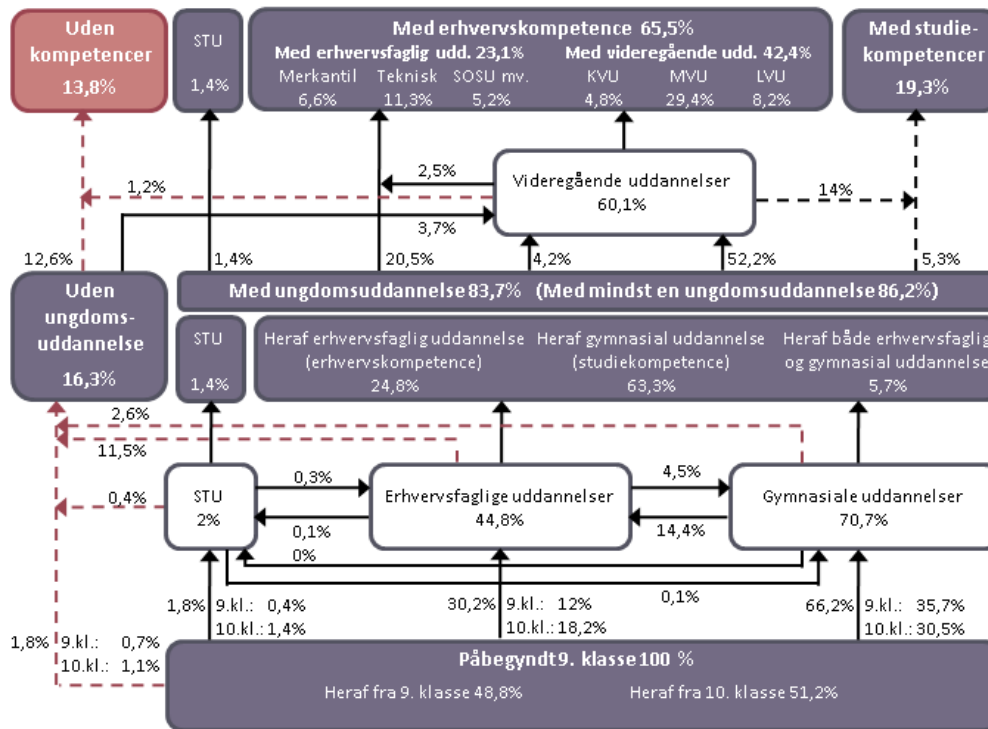 Uden
kompetencer
13,8%
STU
1,4%
Med erhvervskompetence 65,5%
Med erhvervsfaglig udd. 23,1%
Med videregående udd. 42,4%
Merkantil
Teknisk
SOSU mv.
KVU
MVU
LVU
6,6%
11,3%
5,2%
4,8%
29,4%
8,2%
Med studie-
kompetencer
19,3%
2,5%
1,2%
Videregående uddannelser
60,1%
14%
3,7%
12,6%
1,4%
20,5%
4,2%
52,2%
5,3%
Uden
ungdoms-
uddannelse
16,3%
Med ungdomsuddannelse 83,7% (Med mindst en ungdomsuddannelse 86,2%)
STU
1,4%
Heraf erhvervsfaglig uddannelse
(erhvervskompetence)
24,8%
Heraf gymnasial uddannelse
(studiekompetence)
63,3%
Heraf både erhvervsfaglig
og gymnasial uddannelse
5,7%
2,6%
11,5%
0,4%
STU
2%
0,3%
0,1%
0%
Erhvervsfaglige uddannelser
44,8%
4,5%
14,4%
Gymnasiale uddannelser
70,7%
0,1%
1,8% 9.kl.: 0,4%
10.kl.: 1,4%
30,2% 9.kl.: 12%
10.kl.: 18,2%
66,2% 9.kl.: 35,7%
10.kl.: 30,5%
1,8% 9.kl.: 0,7%
10.kl.: 1,1%
Påbegyndt 9. klasse 100 %
Heraf fra 9. klasse 48,8%
Heraf fra 10. klasse 51,2%